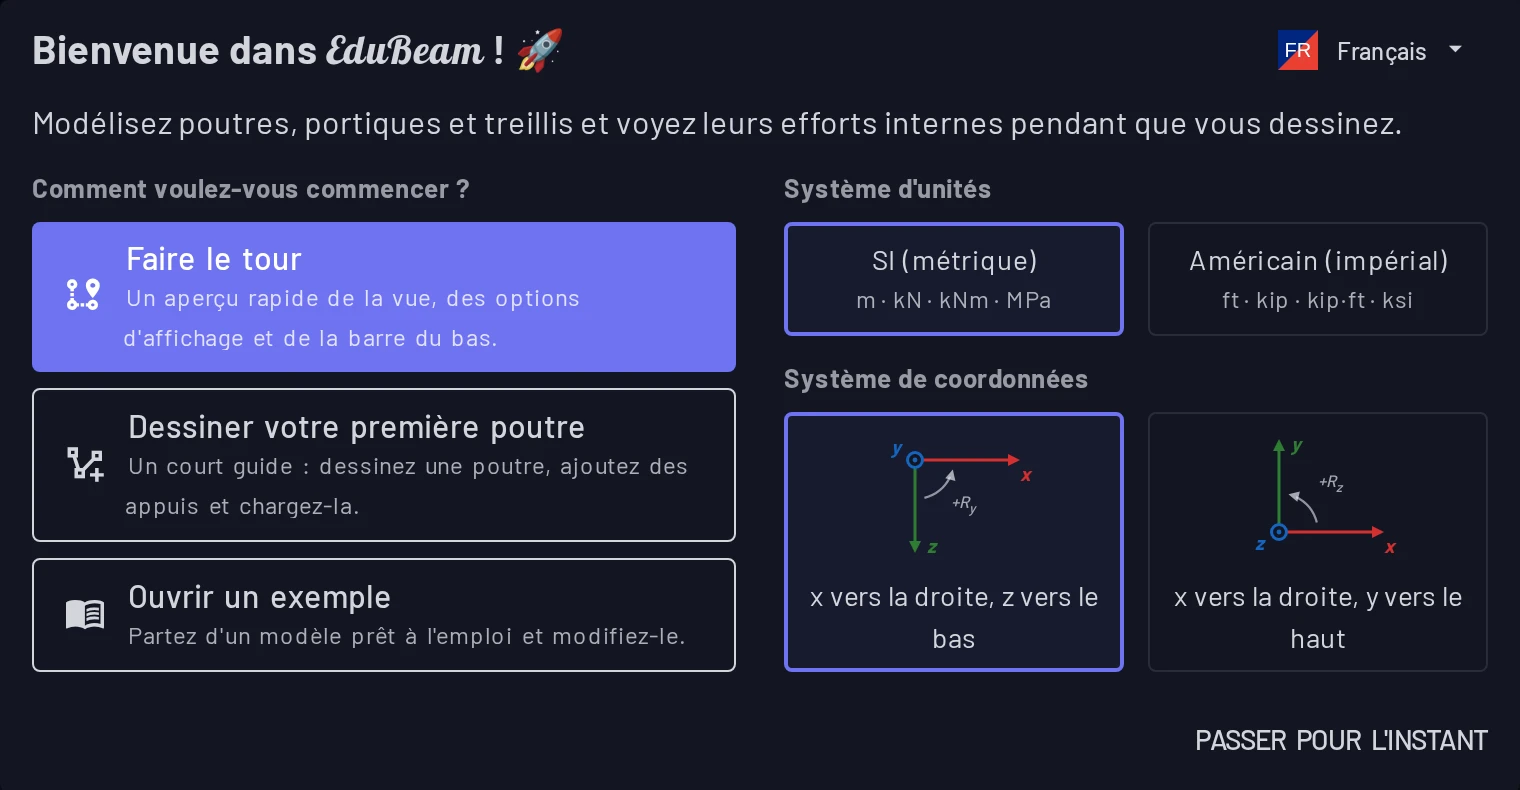 Bienvenue dans EduBeam ! 🚀
FR Français
Modélisez poutres, portiques et treillis et voyez leurs efforts internes pendant que vous dessinez.
Comment voulez-vous commencer ?
Faire le tour
Un aperçu rapide de la vue, des options
d'affichage et de la barre du bas.
Dessiner votre première poutre
Un court guide : dessinez une poutre, ajoutez des
appuis et chargez-la.
Ouvrir un exemple
Partez d'un modèle prêt à l'emploi et modifiez-le.
Système d'unités
SI (métrique)
m · kN · kNm · MPa
Américain (impérial)
ft · kip · kip·ft · ksi
Système de coordonnées
y
x
+Ry
z
x vers la droite, z vers le
bas
y
+Rz
z
x
x vers la droite, y vers le
haut
PASSER POUR L'INSTANT